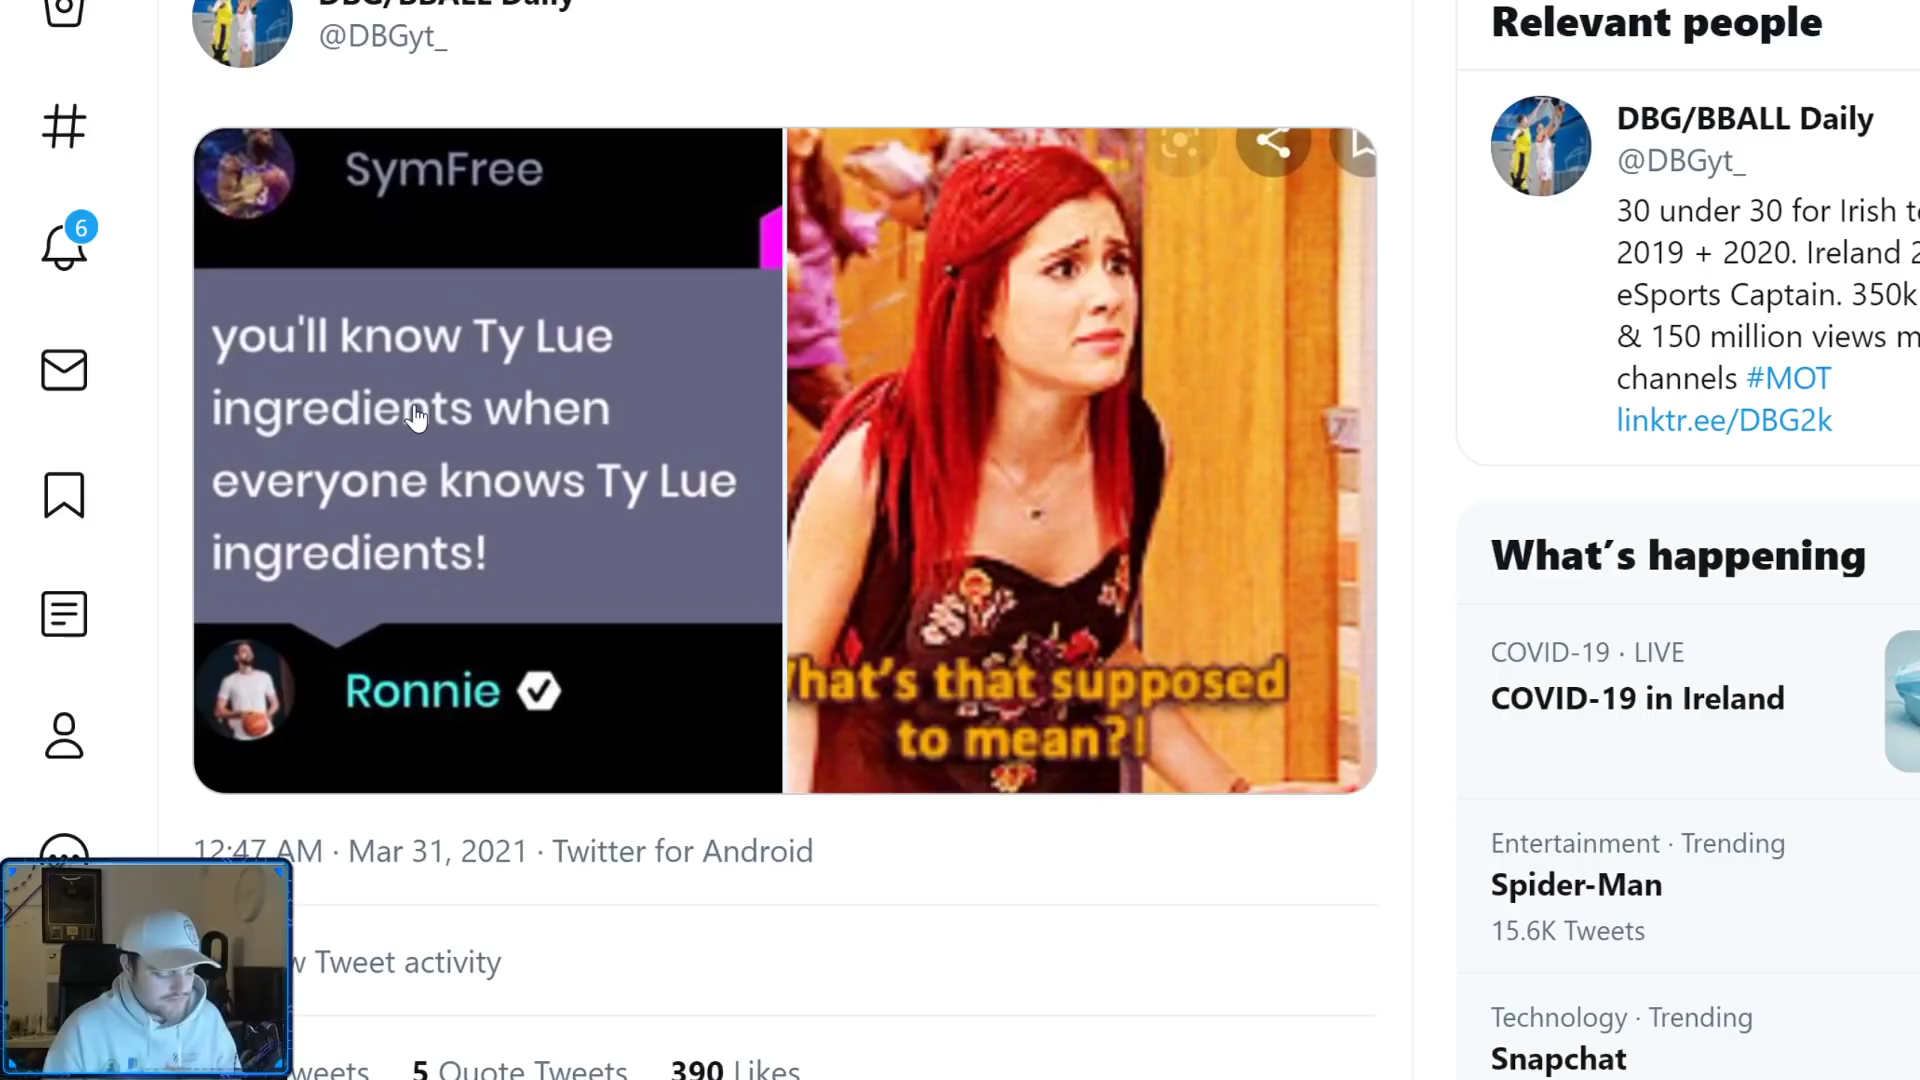 @DBGyt_
SymFree
you'll know Ty Lue
ingredients when
everyone knows Ty Lue
ingredients!
Ronnie
hat's that supposed
to mean?!
12:47 AM · Mar 31, 2021 · Twitter for Android
w Tweet activity
weets 5 Quote Tweets 390 Likes
6
Relevant people
DBG/BBALL Daily
@DBGyt_
30 under 30 for Irish t
2019 + 2020. Ireland 2
eSports Captain. 350k
& 150 million views m
channels #MOT
linktr.ee/DBG2k
What's happening
COVID-19 · LIVE
COVID-19 in Ireland
Entertainment · Trending
Spider-Man
15.6K Tweets
Technology · Trending
Snapchat